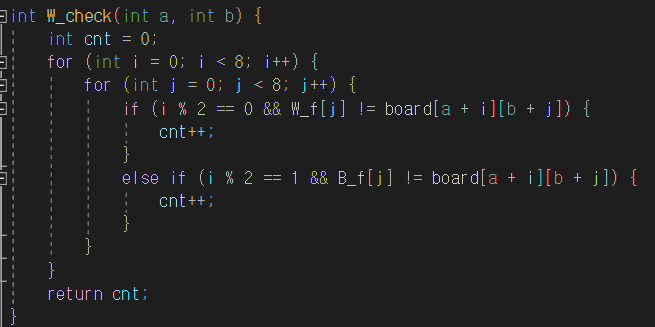 int W_check(int a, int b) {
    int cnt = 0;
    for (int i = 0; i < 8; i++) {
        for (int j = 0; j < 8; j++) {
            if (i % 2 == 0 && W_f[j] != board[a + i][b + j]) {
                cnt++;
            }
            else if (i % 2 == 1 && B_f[j] != board[a + i][b + j]) {
                cnt++;
            }
        }
    }
    return cnt;
}